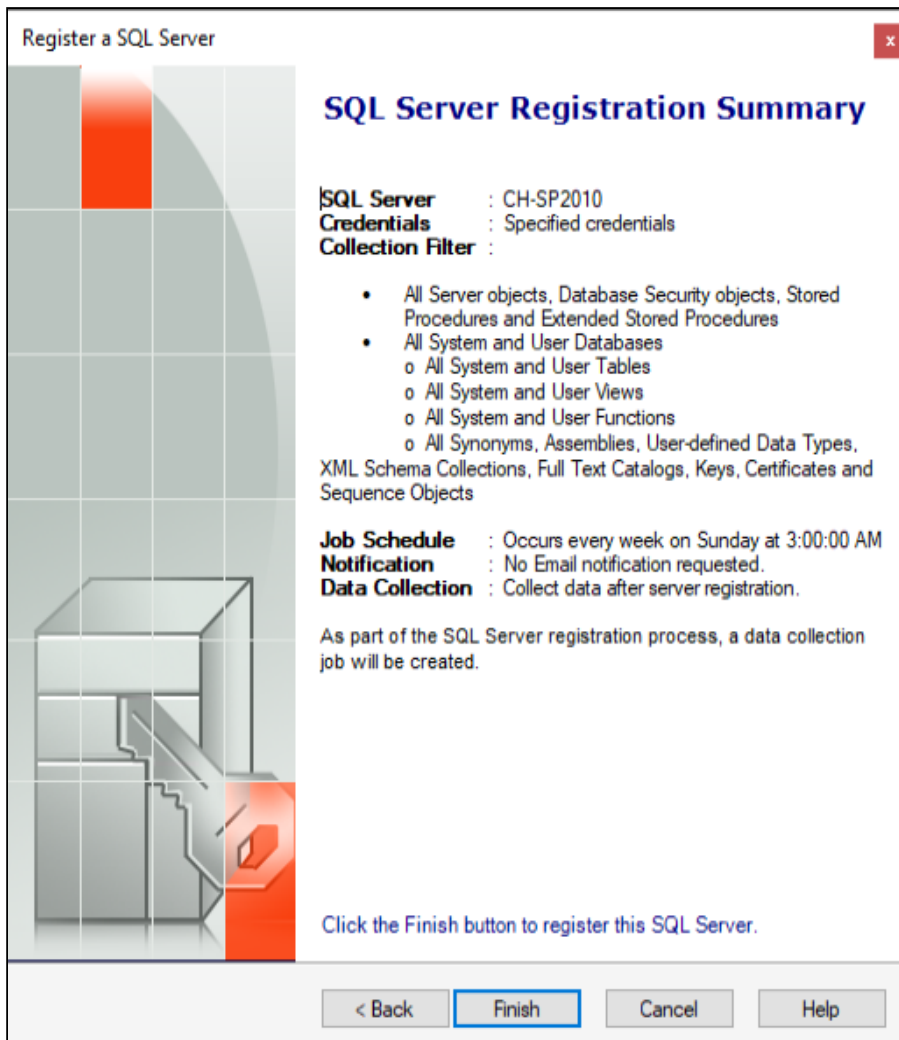 Register a SQL Server
x
SQL Server Registration Summary
SQL Server : CH-SP2010
Credentials : Specified credentials
Collection Filter :
• All Server objects, Database Security objects, Stored
Procedures and Extended Stored Procedures
• All System and User Databases
o All System and User Tables
o All System and User Views
o All System and User Functions
o All Synonyms, Assemblies, User-defined Data Types,
XML Schema Collections, Full Text Catalogs, Keys, Certificates and
Sequence Objects
Job Schedule : Occurs every week on Sunday at 3:00:00 AM
Notification : No Email notification requested.
Data Collection : Collect data after server registration.
As part of the SQL Server registration process, a data collection
job will be created.
Click the Finish button to register this SQL Server.
< Back Finish Cancel Help